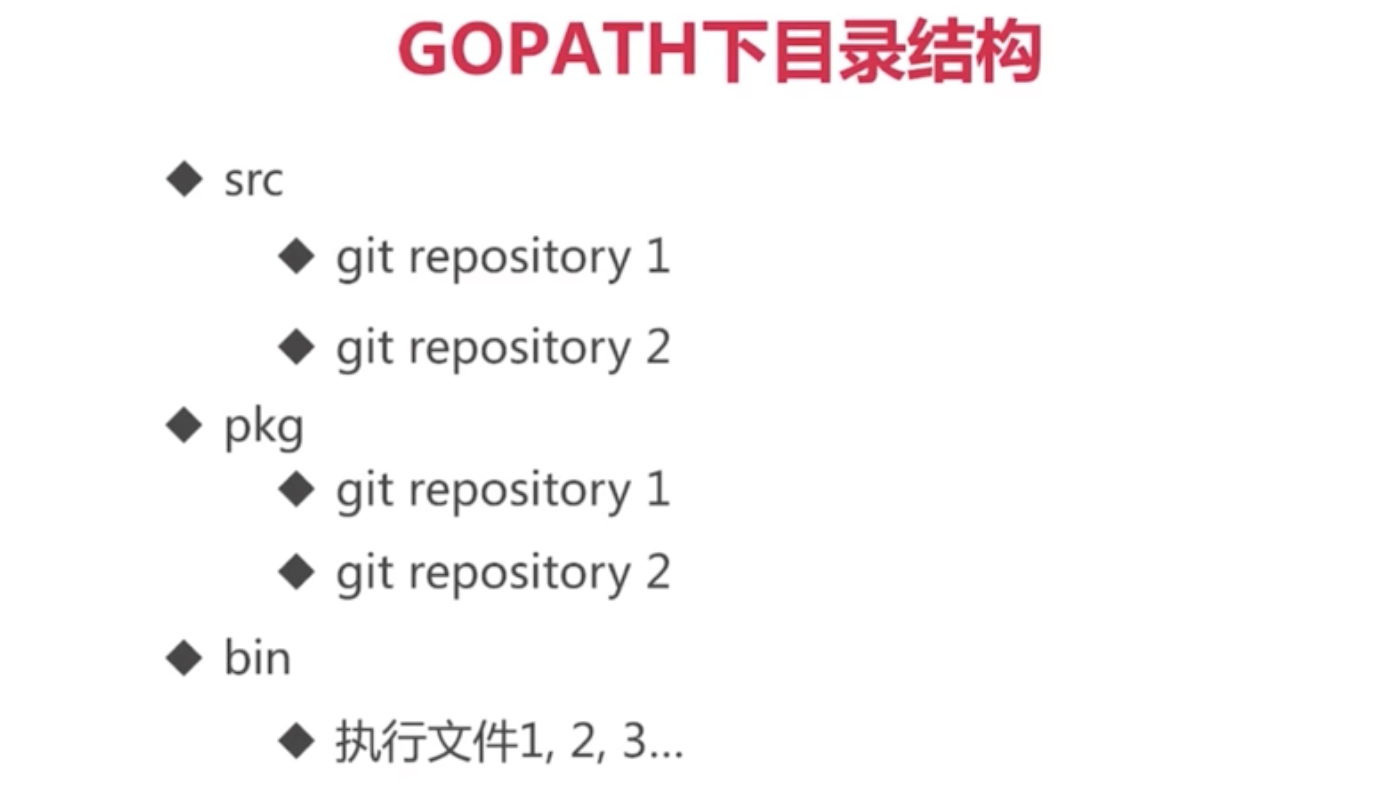 GOPATH下目录结构
◆ src
◆ git repository 1
◆ git repository 2
◆ pkg
◆ git repository 1
◆ git repository 2
◆ bin
◆ 执行文件1, 2, 3...